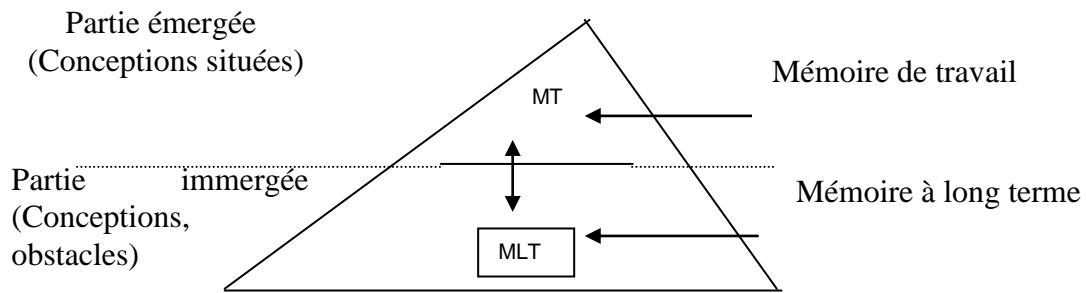 Partie émergée
(Conceptions situées)
Mémoire de travail
MT
Partie immergée
(Conceptions,
obstacles)
Mémoire à long terme
MLT